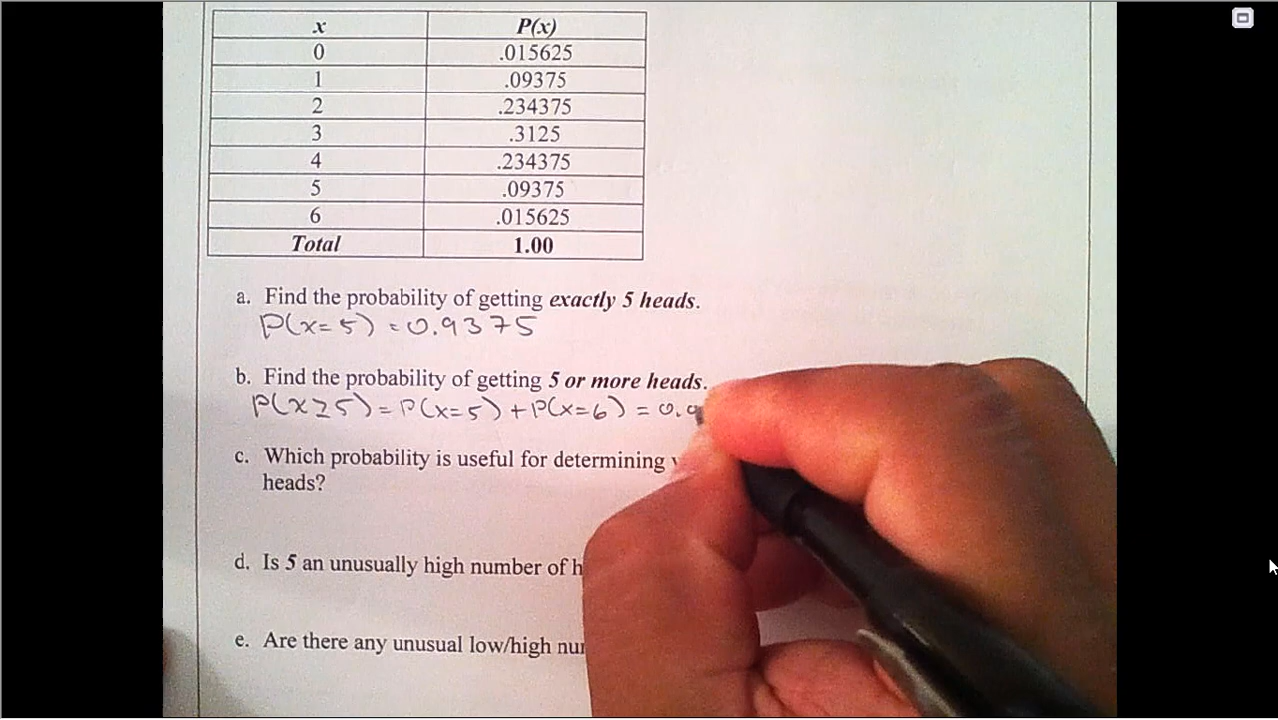 x P(x)
0 .015625
1 .09375
2 .234375
3 .3125
4 .234375
5 .09375
6 .015625
Total 1.00
a. Find the probability of getting exactly 5 heads.
P(x=5) = 0.9375
b. Find the probability of getting 5 or more heads.
P(x≥5) = P(x=5) + P(x=6) = 0.9
c. Which probability is useful for determining
heads?
d. Is 5 an unusually high number of
e. Are there any unusual low/high